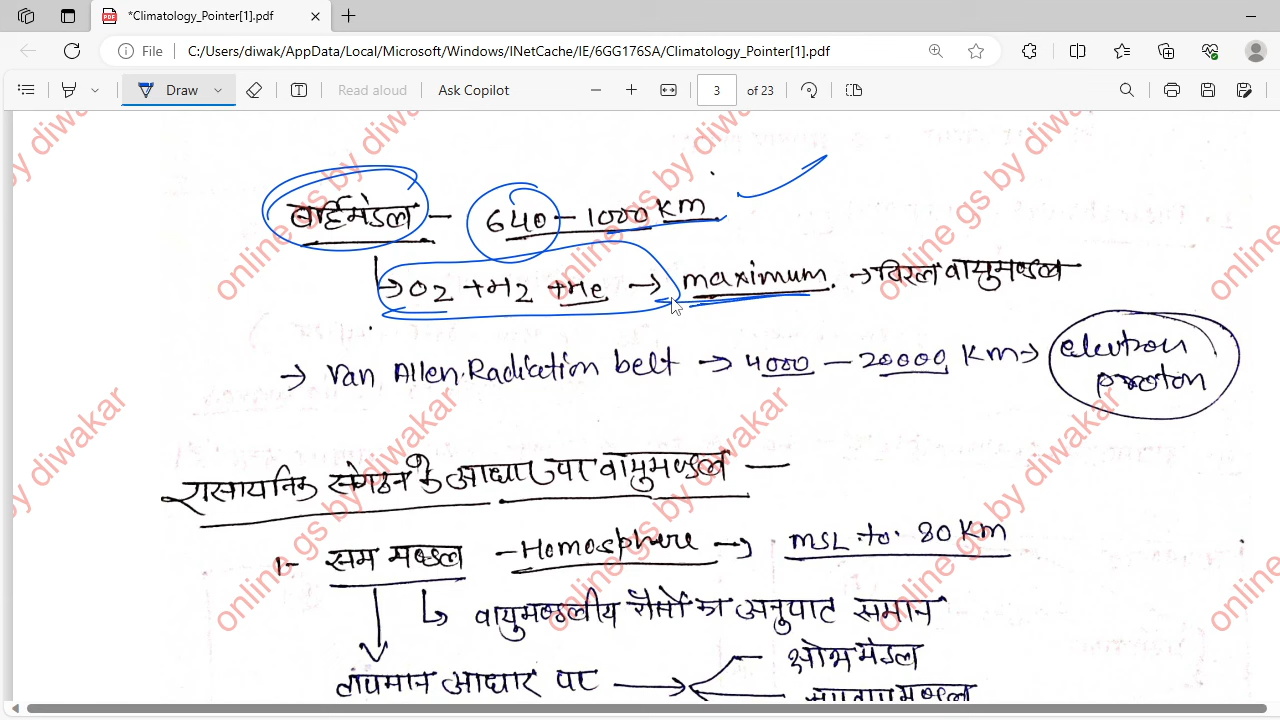 *Climatology_Pointer[1].pdf
File C:/Users/diwak/AppData/Local/Microsoft/Windows/INetCache/IE/6GG176SA/Climatology_Pointer[1].pdf
Draw Read aloud Ask Copilot 3 of 23
बर्हिमंडल - 640 - 1000 KM
→ O2 + H2 + He → maximum. → विरल वायुमण्डल
→ Van Allen Radiation belt → 4000 - 20000 KM → electron
proton
रासायनिक संगठन के आधार पर वायुमण्डल -
1- सम मण्डल - Homosphere → MSL to 80 KM
वायुमण्डलीय गैसों का अनुपात समान
तापमान आधार पर → क्षोभमंडल
online gs by diwakar